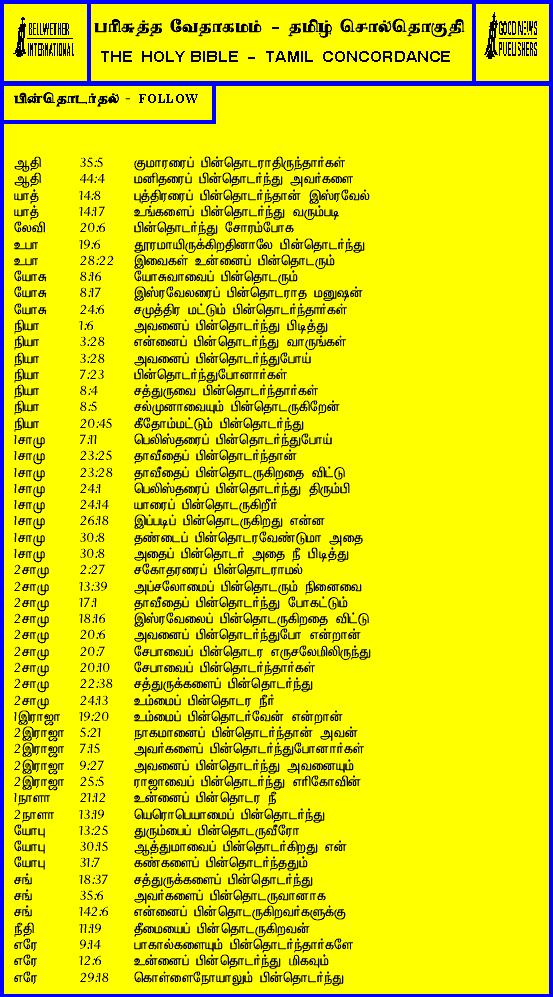 BELLWETHER
INTERNATIONAL
பரிசுத்த வேதாகமம் - தமிழ் சொல்தொகுதி
THE HOLY BIBLE - TAMIL CONCORDANCE
GOOD NEWS
PUBLISHERS
பின்தொடர்தல் - FOLLOW
ஆதி 35:5 குமாரரைப் பின்தொடராதிருந்தார்கள்
ஆதி 44:4 மனிதரைப் பின்தொடர்ந்து அவர்களை
யாத் 14:8 புத்திரரைப் பின்தொடர்ந்தான் இஸ்ரவேல்
யாத் 14:17 உங்களைப் பின்தொடர்ந்து வரும்படி
லேவி 20:6 பின்தொடர்ந்து சோரம்போக
உபா 19:6 தூரமாயிருக்கிறதினாலே பின்தொடர்ந்து
உபா 28:22 இவைகள் உன்னைப் பின்தொடரும்
யோசு 8:16 யோசுவாவைப் பின்தொடரும்
யோசு 8:17 இஸ்ரவேலரைப் பின்தொடராத மனுஷன்
யோசு 24:6 சமுத்திர மட்டும் பின்தொடர்ந்தார்கள்
நியா 1:6 அவனைப் பின்தொடர்ந்து பிடித்து
நியா 3:28 என்னைப் பின்தொடர்ந்து வாருங்கள்
நியா 3:28 அவனைப் பின்தொடர்ந்துபோய்
நியா 7:23 பின்தொடர்ந்துபோனார்கள்
நியா 8:4 சத்துருவை பின்தொடர்ந்தார்கள்
நியா 8:5 சல்முனாவையும் பின்தொடருகிறேன்
நியா 20:45 கீதோம்மட்டும் பின்தொடர்ந்து
1சாமு 7:11 பெலிஸ்தரைப் பின்தொடர்ந்துபோய்
1சாமு 23:25 தாவீதைப் பின்தொடர்ந்தான்
1சாமு 23:28 தாவீதைப் பின்தொடருகிறதை விட்டு
1சாமு 24:1 பெலிஸ்தரைப் பின்தொடர்ந்து திரும்பி
1சாமு 24:14 யாரைப் பின்தொடருகிறீர்
1சாமு 26:18 இப்படிப் பின்தொடருகிறது என்ன
1சாமு 30:8 தண்டைப் பின்தொடரவேண்டுமா அதை
1சாமு 30:8 அதைப் பின்தொடர் அதை நீ பிடித்து
2சாமு 2:27 சகோதரரைப் பின்தொடராமல்
2சாமு 13:39 அப்சலோமைப் பின்தொடரும் நினைவை
2சாமு 17:1 தாவீதைப் பின்தொடர்ந்து போகட்டும்
2சாமு 18:16 இஸ்ரவேலைப் பின்தொடருகிறதை விட்டு
2சாமு 20:6 அவனைப் பின்தொடர்ந்துபோ என்றான்
2சாமு 20:7 சேபாவைப் பின்தொடர எருசலேமிலிருந்து
2சாமு 20:10 சேபாவைப் பின்தொடர்ந்தார்கள்
2சாமு 22:38 சத்துருக்களைப் பின்தொடர்ந்து
2சாமு 24:13 உம்மைப் பின்தொடர நீர்
1இராஜா 19:20 உம்மைப் பின்தொடர்வேன் என்றான்
2இராஜா 5:21 நாகமானைப் பின்தொடர்ந்தான் அவன்
2இராஜா 7:15 அவர்களைப் பின்தொடர்ந்துபோனார்கள்
2இராஜா 9:27 அவனைப் பின்தொடர்ந்து அவனையும்
2இராஜா 25:5 ராஜாவைப் பின்தொடர்ந்து எரிகோவின்
1நாளா 21:12 உன்னைப் பின்தொடர நீ
2நாளா 13:19 யெரொபெயாமைப் பின்தொடர்ந்து
யோபு 13:25 துரும்பைப் பின்தொடருவீரோ
யோபு 30:15 ஆத்துமாவைப் பின்தொடர்கிறது என்
யோபு 31:7 கண்களைப் பின்தொடர்ந்ததும்
சங் 18:37 சத்துருக்களைப் பின்தொடர்ந்து
சங் 35:6 அவர்களைப் பின்தொடருவானாக
சங் 142:6 என்னைப் பின்தொடருகிறவர்களுக்கு
நீதி 11:19 தீமையைப் பின்தொடருகிறவன்
எரே 9:14 பாகால்களையும் பின்தொடர்ந்தார்களே
எரே 12:6 உன்னைப் பின்தொடர்ந்து மிகவும்
எரே 29:18 கொள்ளைநோயாலும் பின்தொடர்ந்து